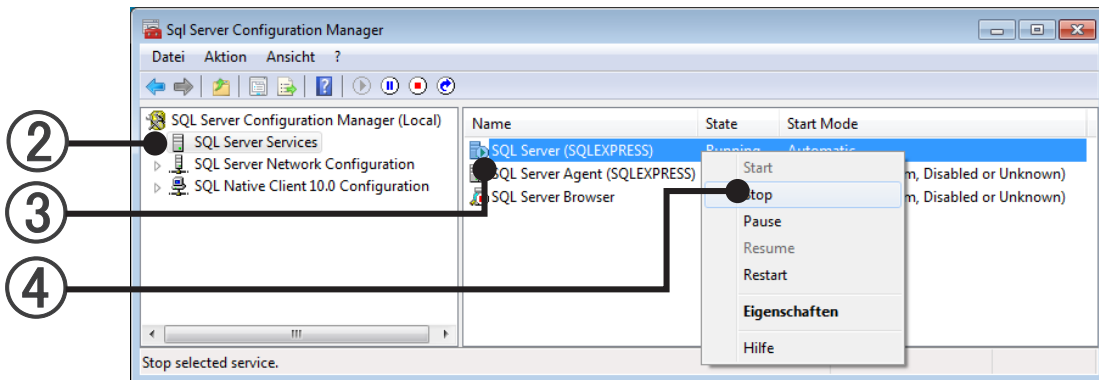 Sql Server Configuration Manager
Datei Aktion Ansicht ?
②
③
④
SQL Server Configuration Manager (Local)
SQL Server Services
SQL Server Network Configuration
SQL Native Client 10.0 Configuration
Name State Start Mode
SQL Server (SQLEXPRESS) Running Automatic
SQL Server Agent (SQLEXPRESS) m, Disabled or Unknown)
SQL Server Browser m, Disabled or Unknown)
Start
Stop
Pause
Resume
Restart
Eigenschaften
Hilfe
Stop selected service.